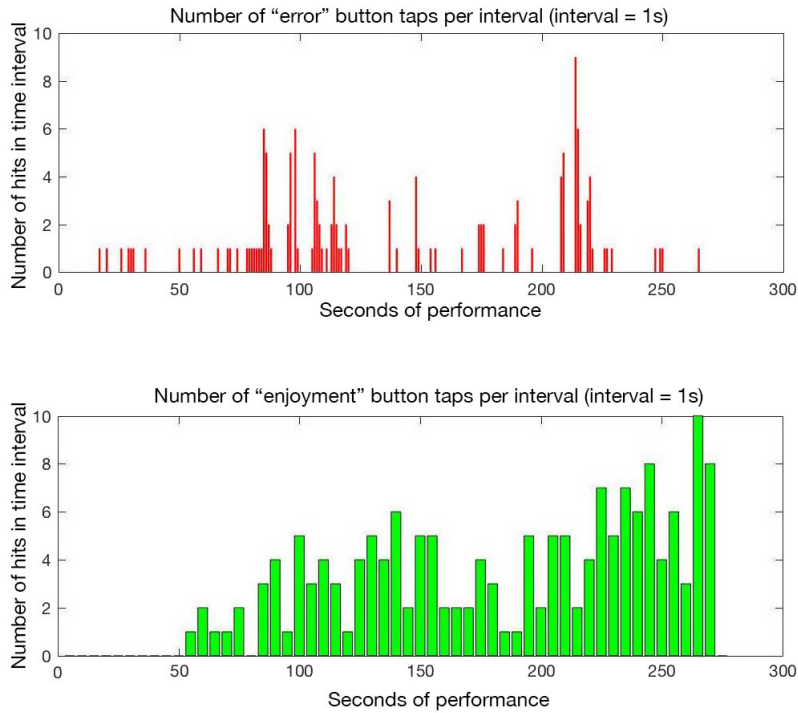 Number of “error” button taps per interval (interval = 1s)
Number of hits in time interval
10
8
6
4
2
0
0 50 100 150 200 250 300
Seconds of performance
Number of “enjoyment” button taps per interval (interval = 1s)
Number of hits in time interval
10
8
6
4
2
0
0 50 100 150 200 250 300
Seconds of performance